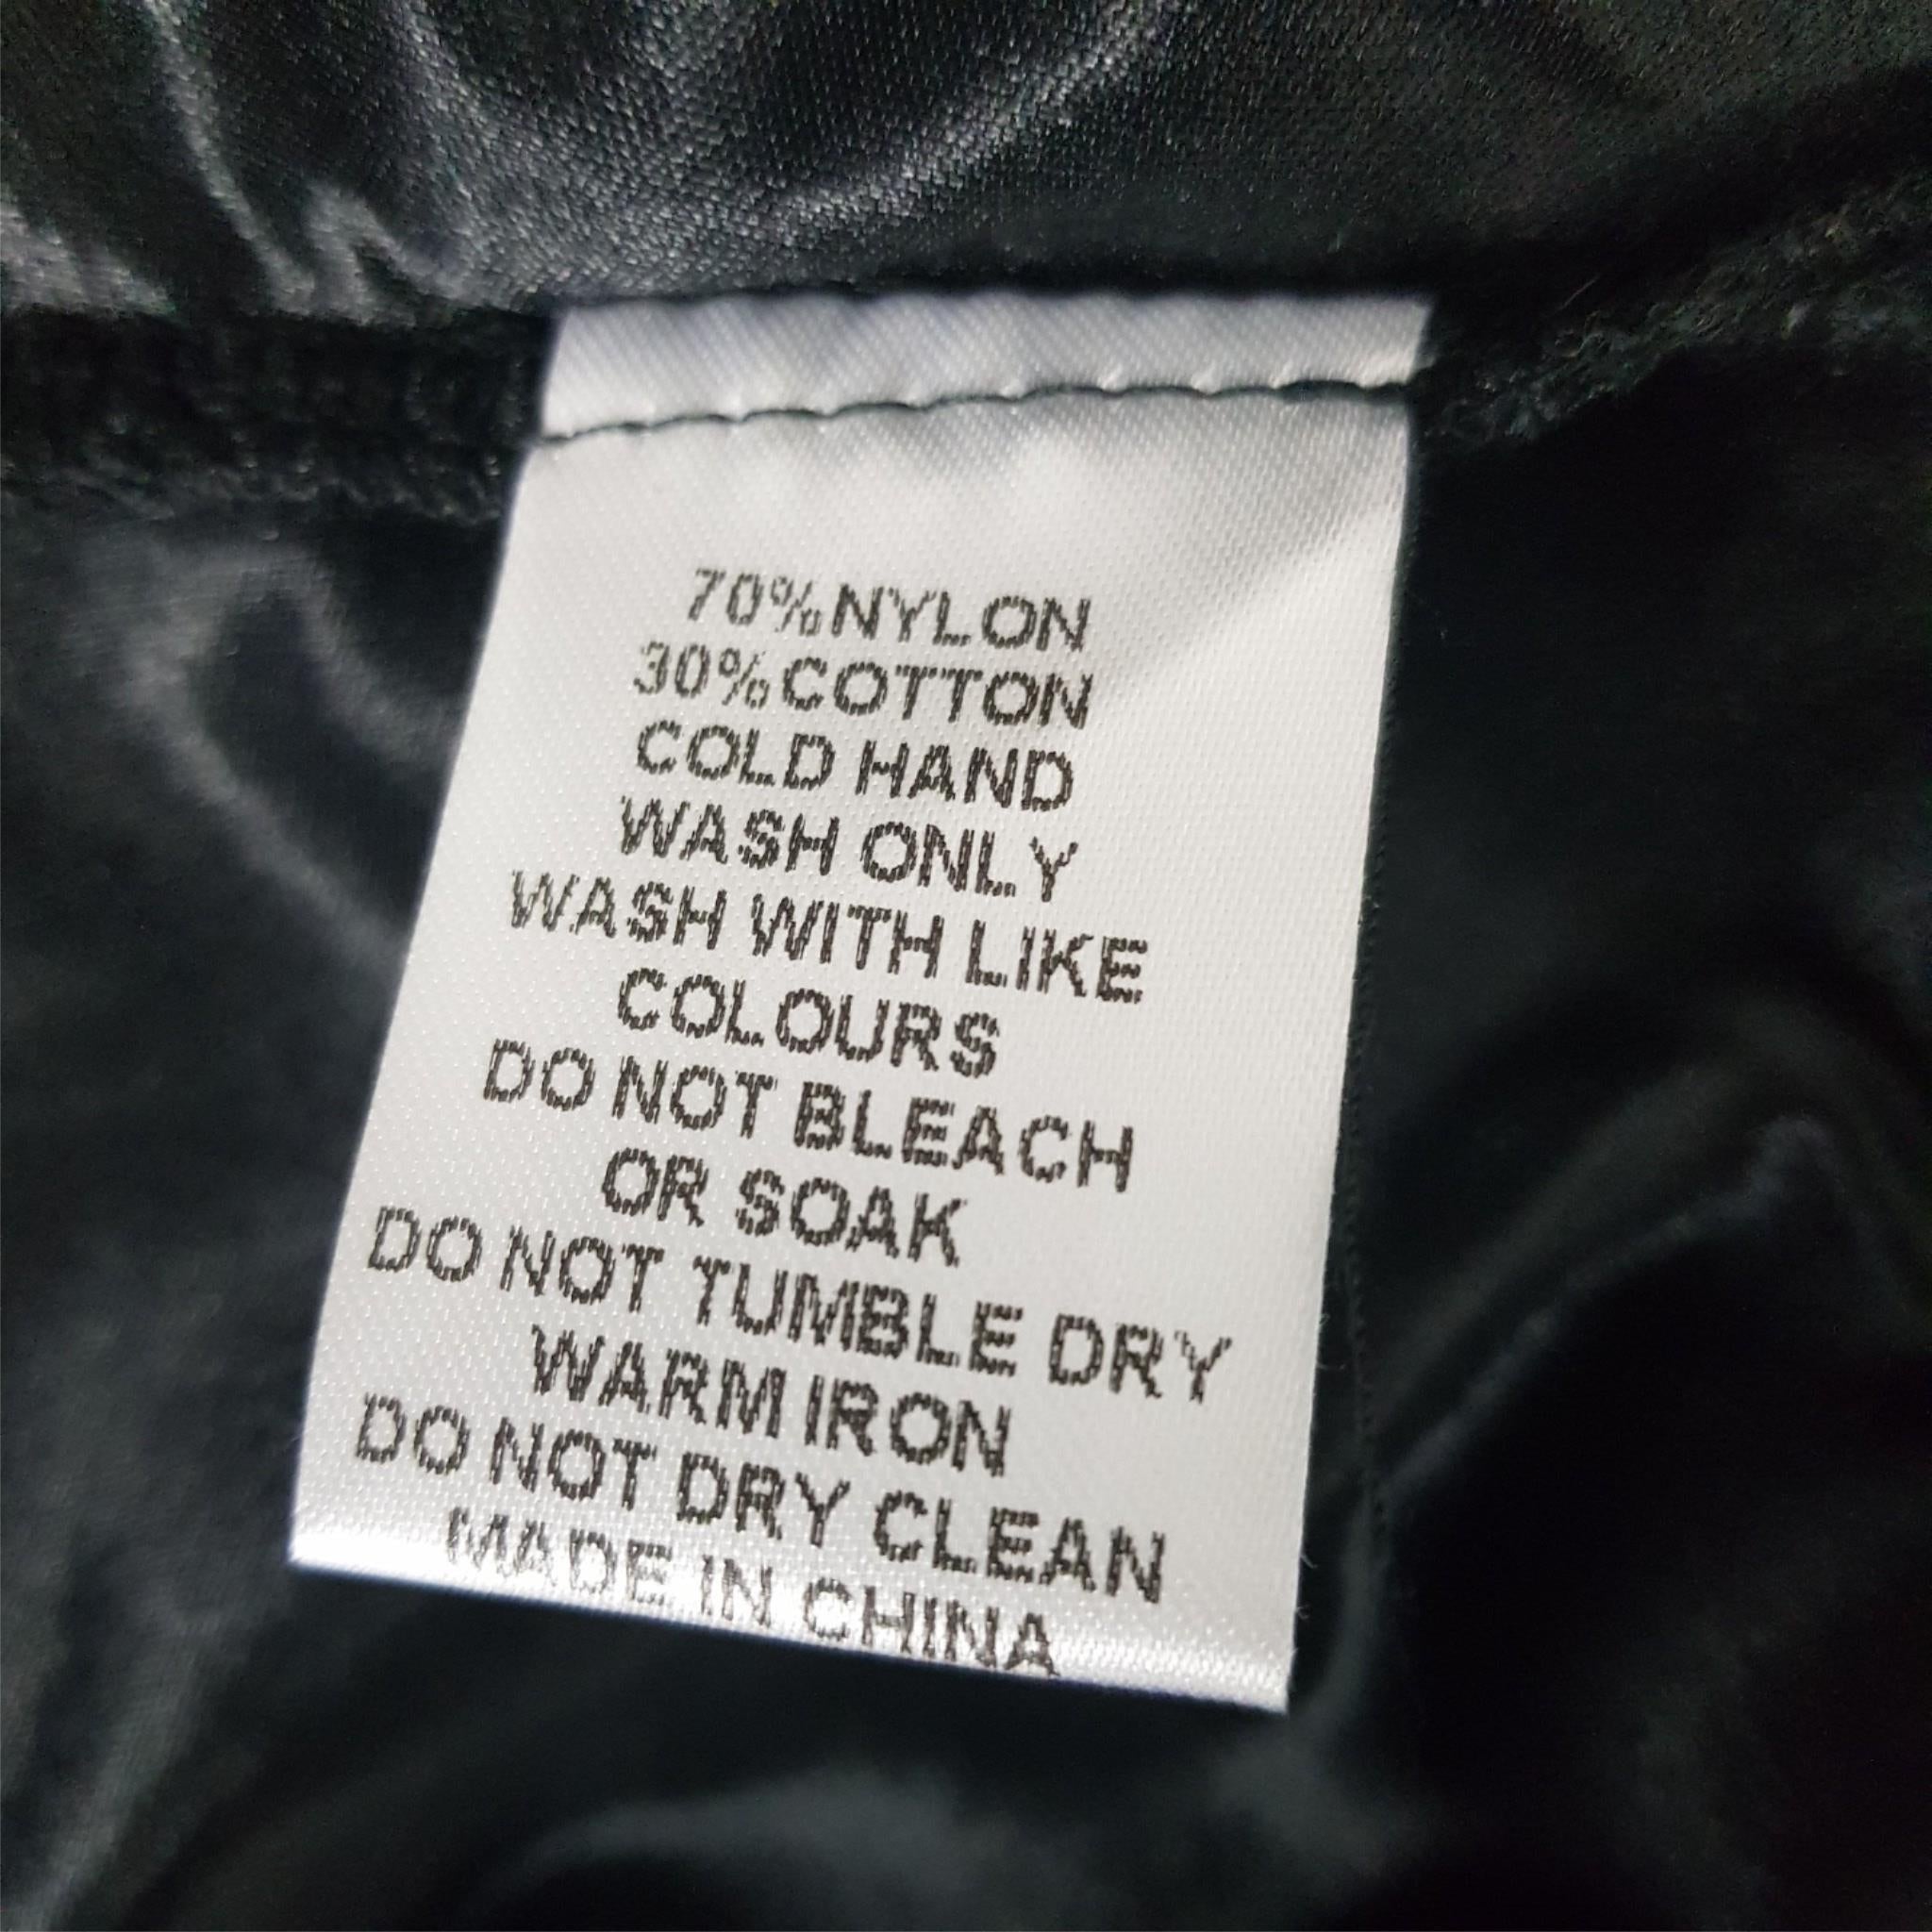 70%NYLON
30%COTTON
COLD HAND
WASH ONLY
WASH WITH LIKE
COLOURS
DO NOT BLEACH
OR SOAK
DO NOT TUMBLE DRY
WARM IRON
DO NOT DRY CLEAN
MADE IN CHINA